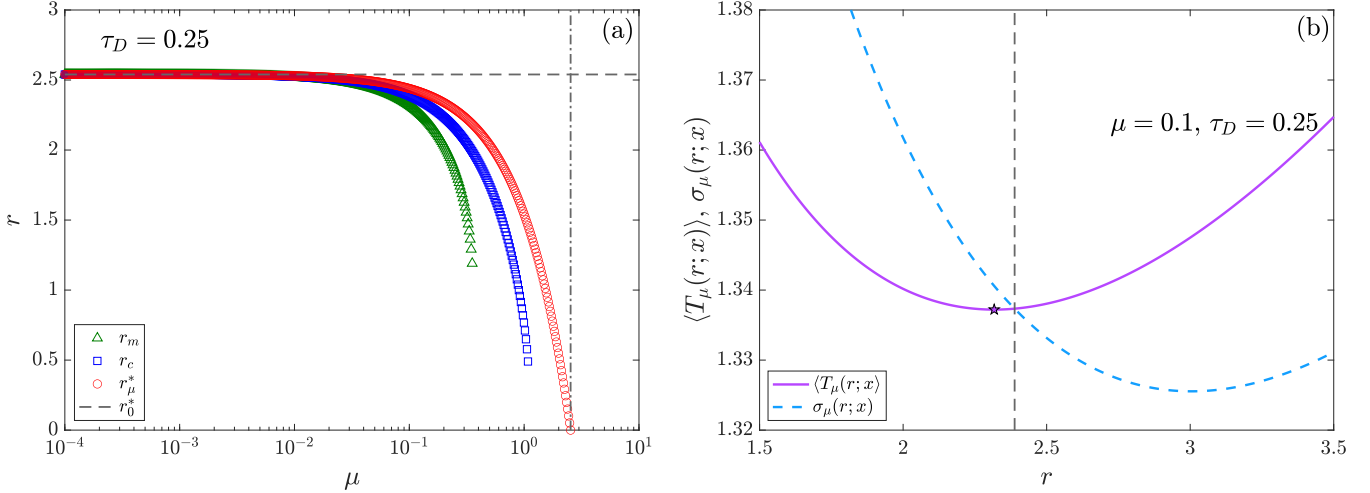 (a)
τ_D = 0.25
3
2.5
2
1.5
1
0.5
0
r
r_m
r_c
r_μ^*
r_0^*
10^{-4} 10^{-3} 10^{-2} 10^{-1} 10^0 10^1
μ
(b)
μ = 0.1, τ_D = 0.25
1.38
1.37
1.36
1.35
1.34
1.33
1.32
⟨T_μ(r; x)⟩, σ_μ(r; x)
⟨T_μ(r; x⟩
σ_μ(r; x)
1.5 2 2.5 3 3.5
r